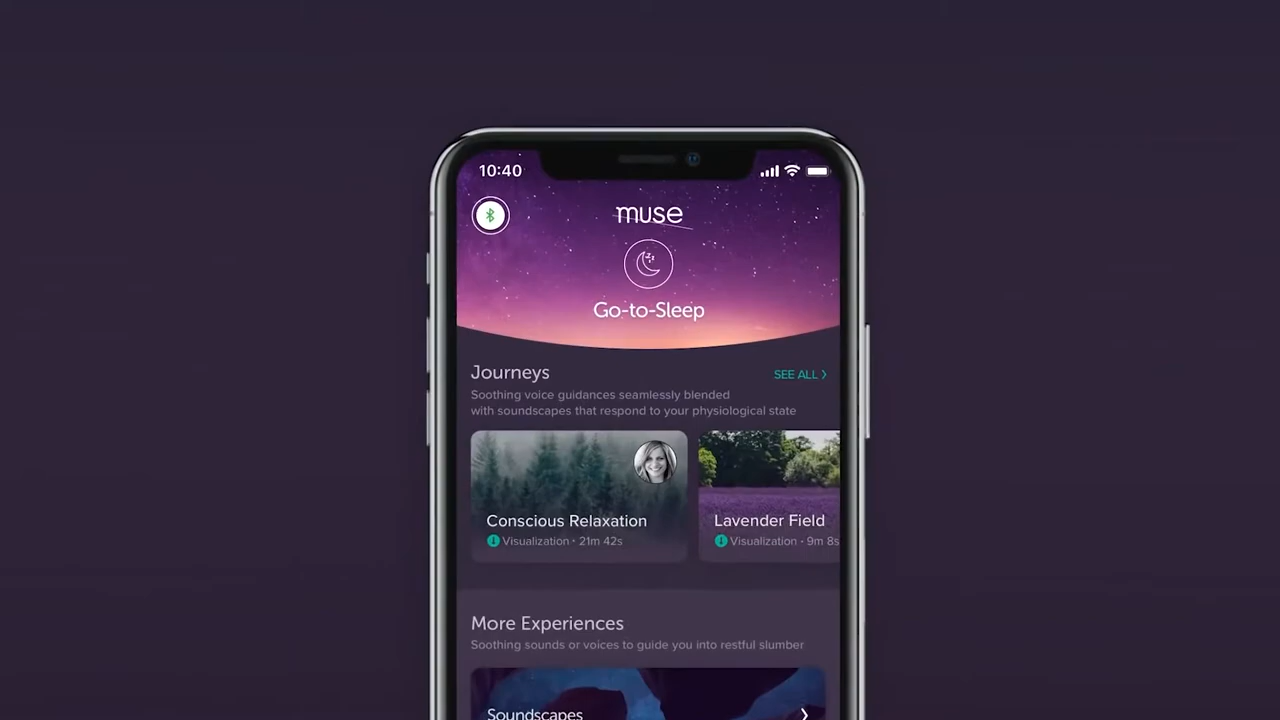 10:40
muse
Go-to-Sleep
Journeys
SEE ALL >
Soothing voice guidances seamlessly blended
with soundscapes that respond to your physiological state
Conscious Relaxation
Visualization • 21m 42s
Lavender Field
Visualization • 9m 8s
More Experiences
Soothing sounds or voices to guide you into restful slumber
Soundscapes